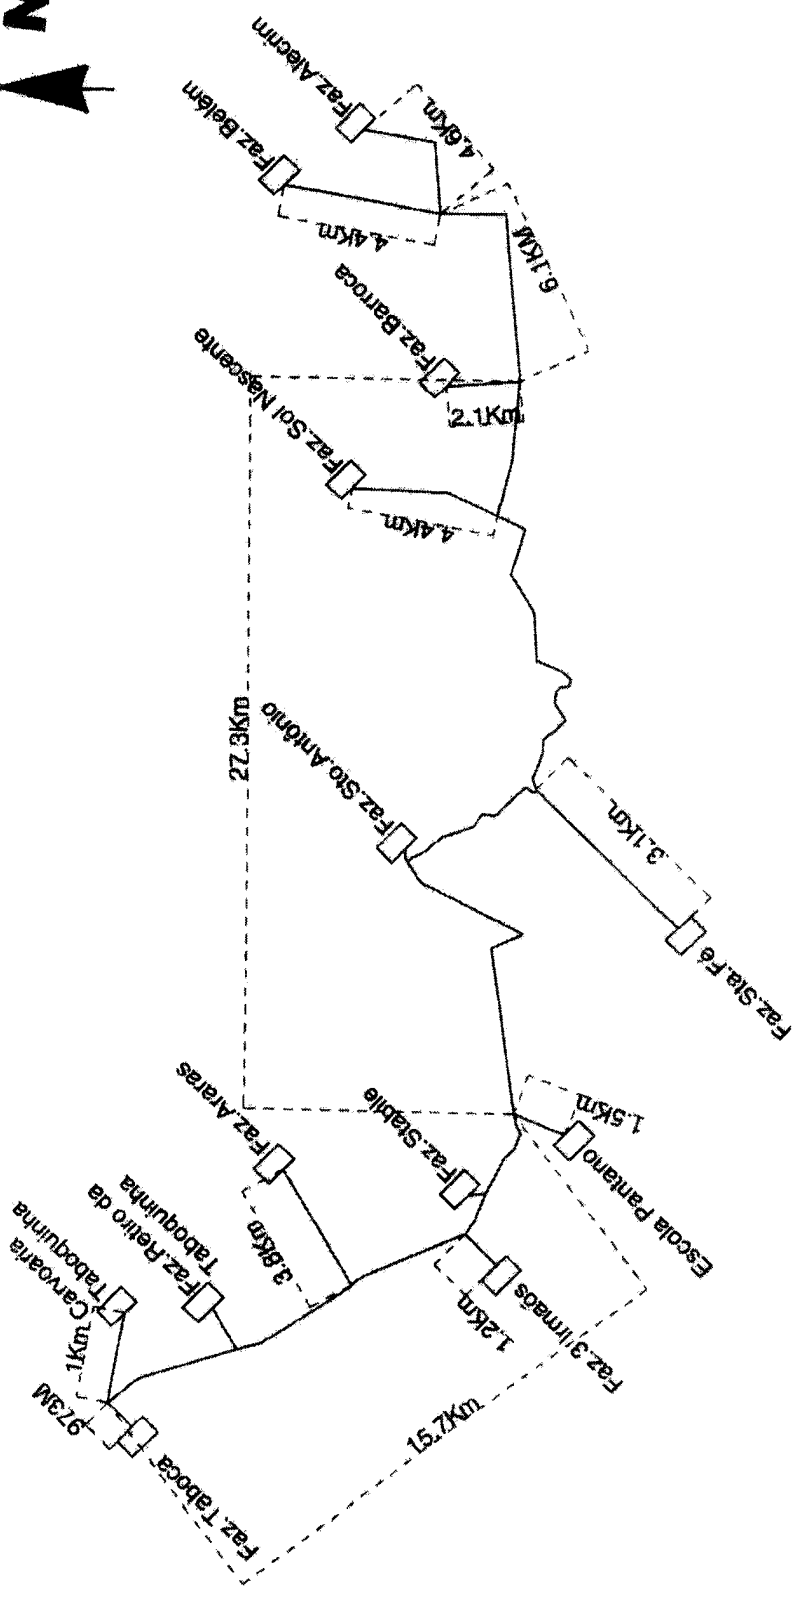 N
Faz.Alecrim
4.6Km
Faz.Belém
4.4Km
6.1KM
Faz.Barroca
2.1Km
Faz.Sol Nascente
4.4Km
27.3Km
Faz.Sto.Antônio
3.1Km
Faz.Sta.Fé
1.5Km
Escola Pantano
Faz.Stabile
Faz.Araras
3.8Km
Faz.Retiro da
Taboquinha
Carvoaria
Taboquinha
1Km
973M
Faz.Taboca
1.2Km
Faz.3 Irmaõs
15.7Km